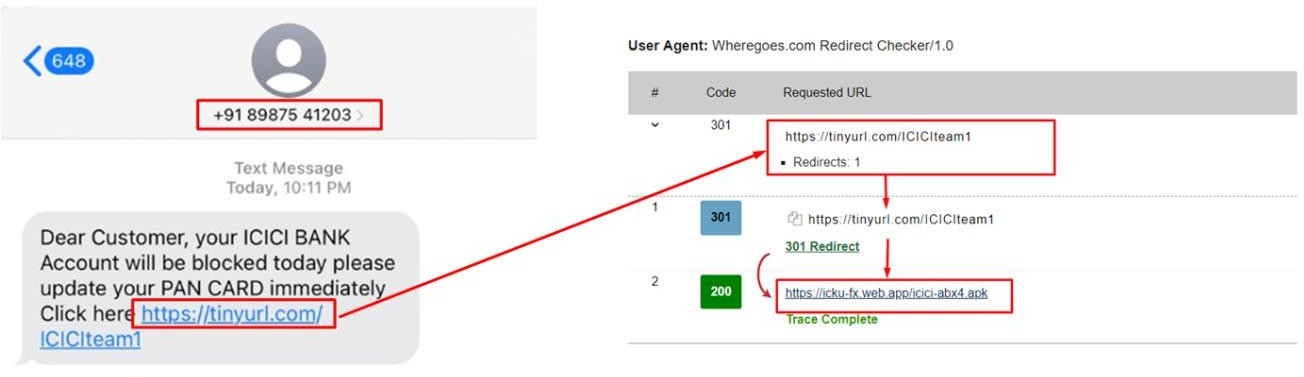 648
+91 89875 41203
Text Message
Today, 10:11 PM
Dear Customer, your ICICI BANK
Account will be blocked today please
update your PAN CARD immediately
Click here https://tinyurl.com/
ICICIteam1
User Agent: Wheregoes.com Redirect Checker/1.0
# Code Requested URL
301 https://tinyurl.com/ICICIteam1
Redirects: 1
1 301 https://tinyurl.com/ICICIteam1
301 Redirect
2 200 https://icku-fx.web.app/icici-abx4.apk
Trace Complete